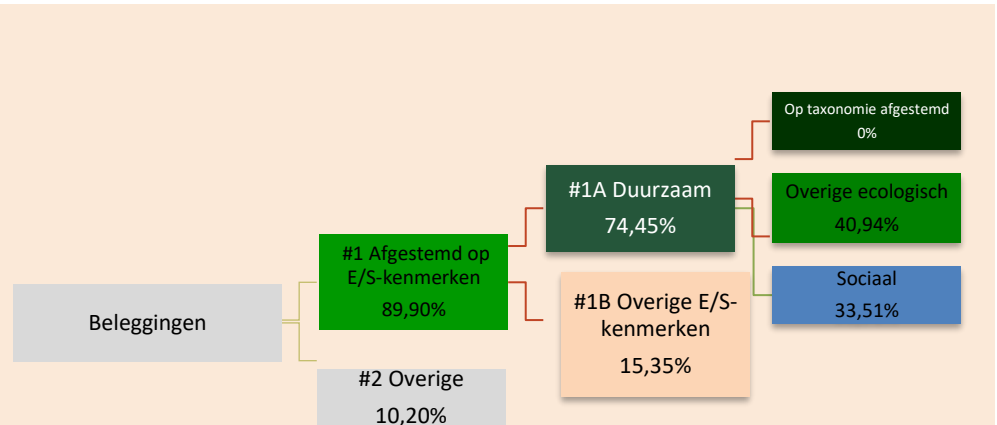 Beleggingen
#1 Afgestemd op
E/S-kenmerken
89,90%
#2 Overige
10,20%
#1A Duurzaam
74,45%
#1B Overige E/S-
kenmerken
15,35%
Op taxonomie afgestemd
0%
Overige ecologisch
40,94%
Sociaal
33,51%